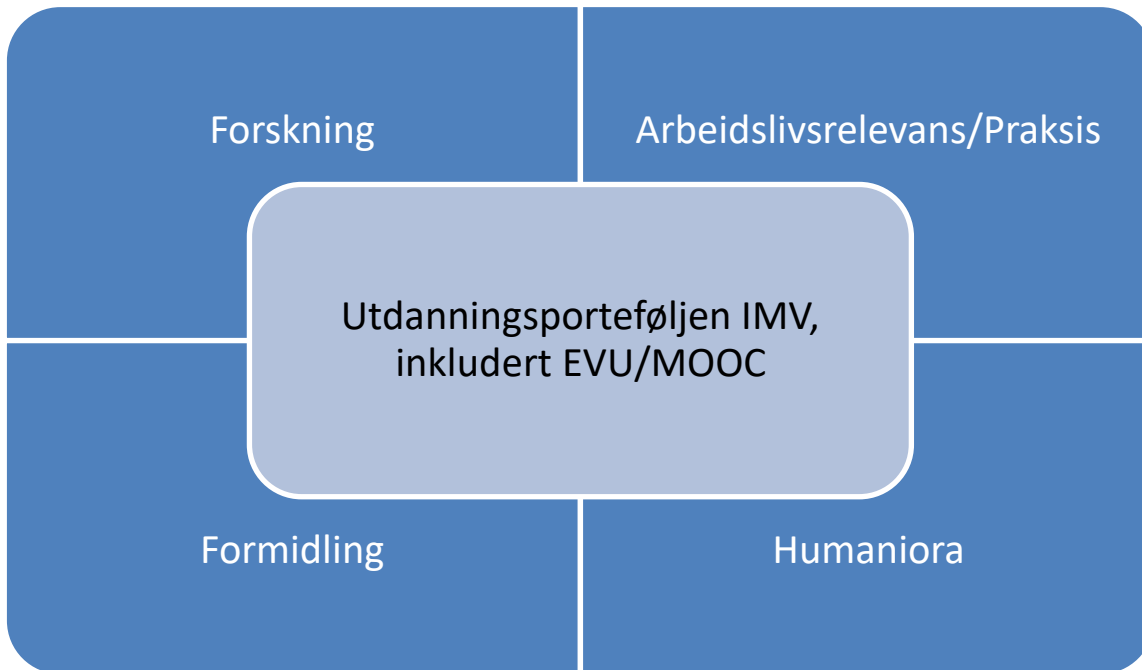 Forskning
Arbeidslivsrelevans/Praksis
Utdanningsporteføljen IMV,
inkludert EVU/MOOC
Formidling
Humaniora